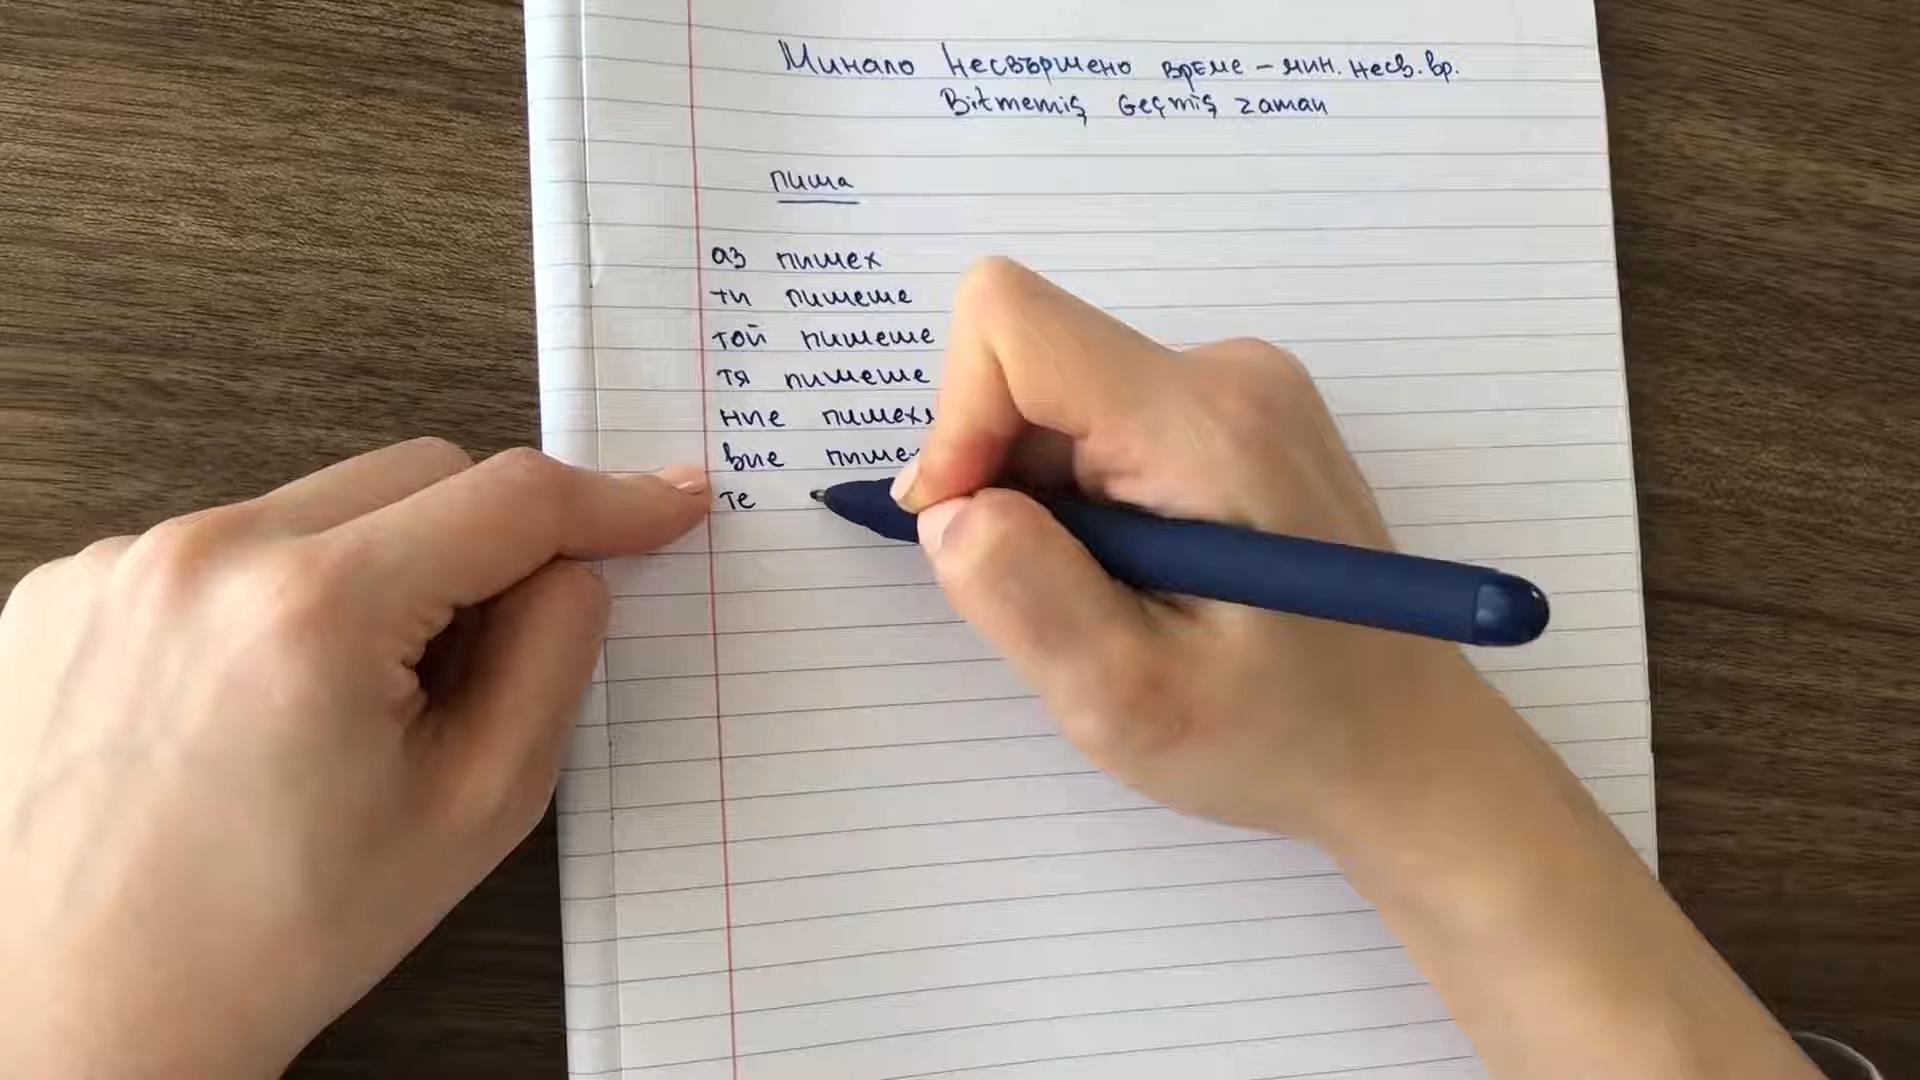 Минало Несвършено време - мин. несв. вр.
Bitmemiş Geçmiş zaman
пиша
аз пишех
ти пишеше
той пишеше
тя пишеше
ние
вие
те